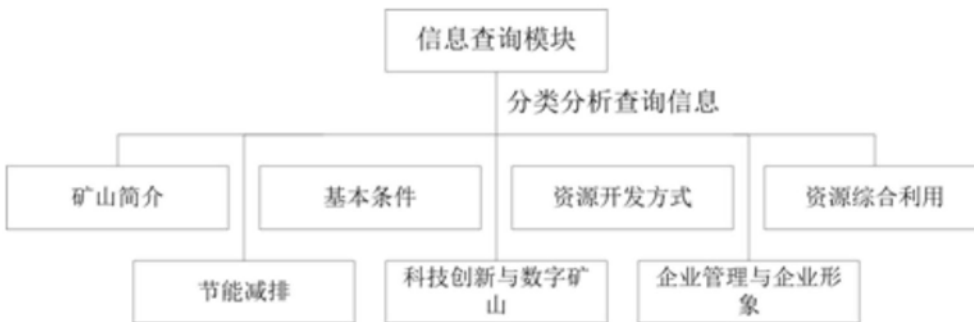 信息查询模块
分类分析查询信息
矿山简介
基本条件
资源开发方式
资源综合利用
节能减排
科技创新与数字矿
山
企业管理与企业形
象